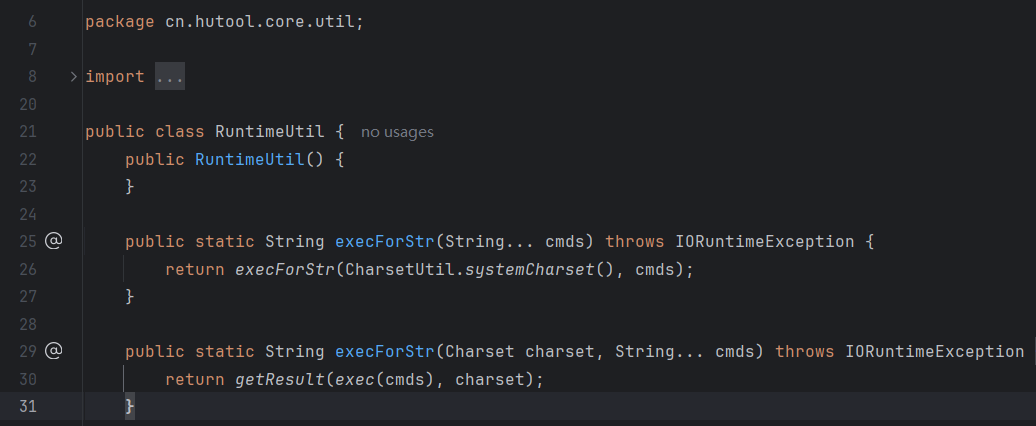 6 package cn.hutool.core.util;
7
8 > import ...
20
21 public class RuntimeUtil { no usages
22 public RuntimeUtil() {
23 }
24
25 @ public static String execForStr(String... cmds) throws IORuntimeException {
26 return execForStr(CharsetUtil.systemCharset(), cmds);
27 }
28
29 @ public static String execForStr(Charset charset, String... cmds) throws IORuntimeException
30 return getResult(exec(cmds), charset);
31 }